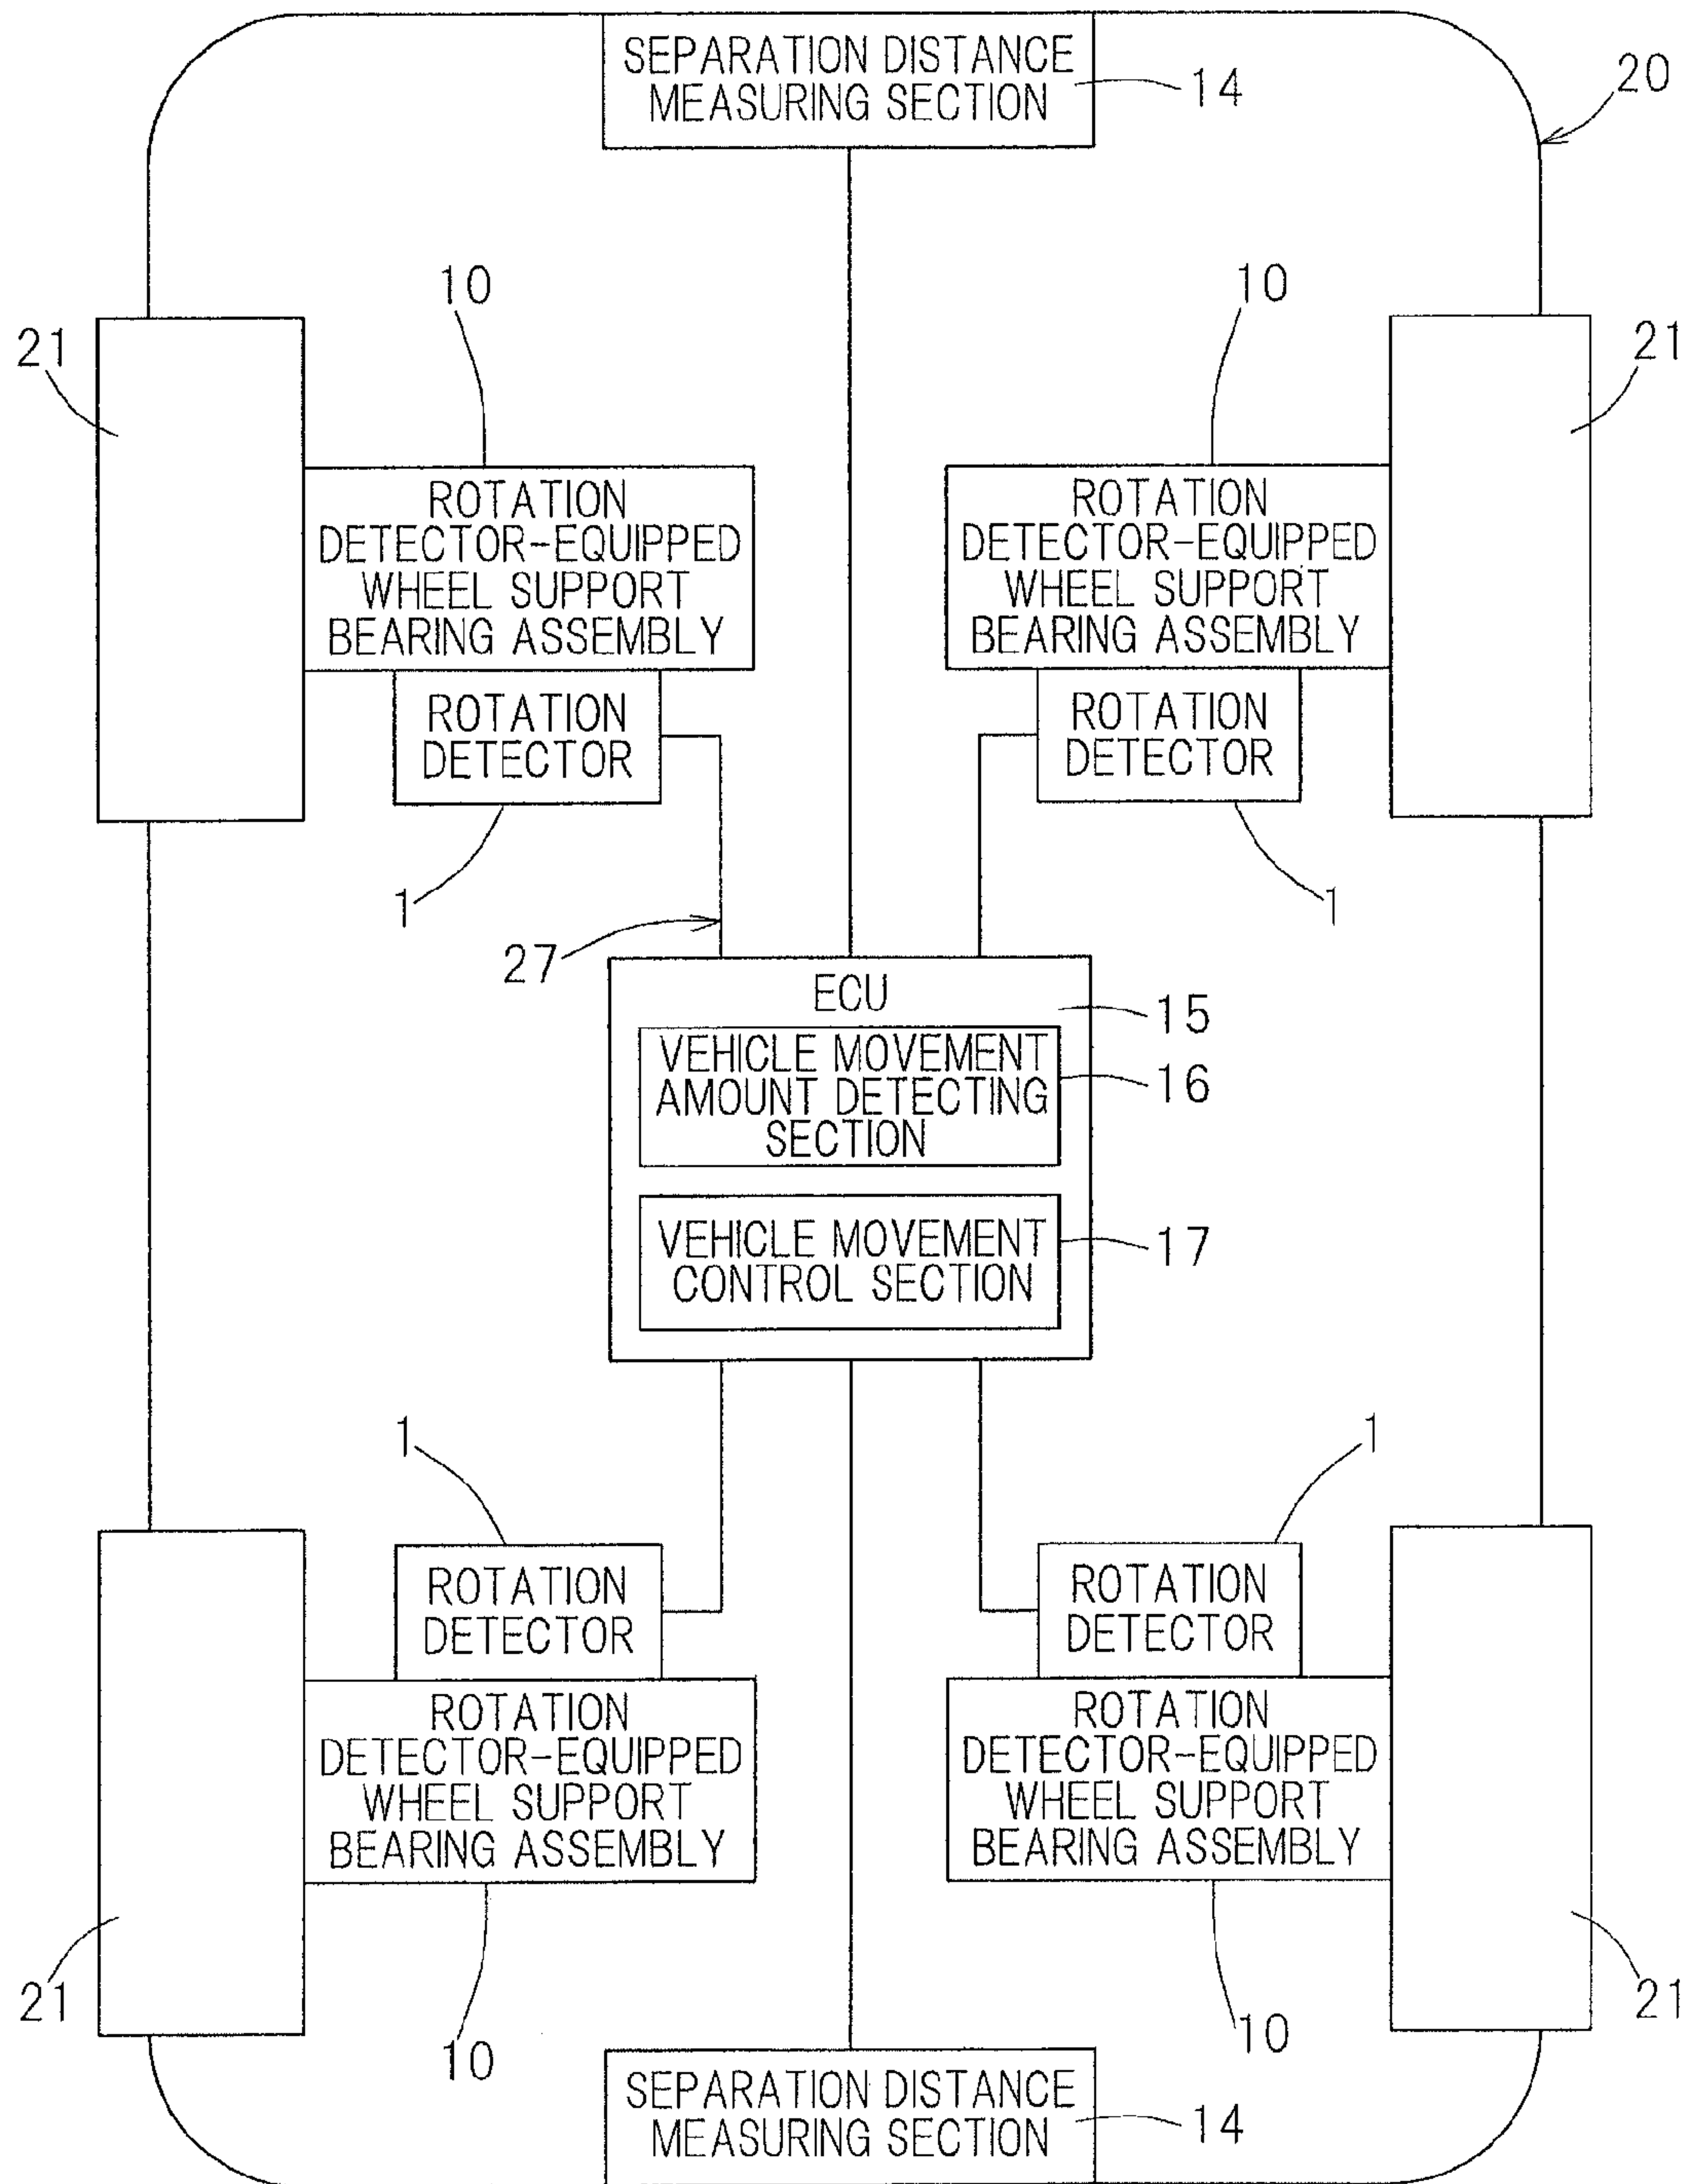 SEPARATION DISTANCE
MEASURING SECTION
14
20
10
10
21
21
ROTATION
DETECTOR-EQUIPPED
WHEEL SUPPORT
BEARING ASSEMBLY
ROTATION
DETECTOR-EQUIPPED
WHEEL SUPPORT
BEARING ASSEMBLY
ROTATION
DETECTOR
ROTATION
DETECTOR
1
1
27
ECU
15
VEHICLE MOVEMENT
AMOUNT DETECTING
SECTION
16
VEHICLE MOVEMENT
CONTROL SECTION
17
1
1
ROTATION
DETECTOR
ROTATION
DETECTOR
ROTATION
DETECTOR-EQUIPPED
WHEEL SUPPORT
BEARING ASSEMBLY
ROTATION
DETECTOR-EQUIPPED
WHEEL SUPPORT
BEARING ASSEMBLY
21
21
10
10
SEPARATION DISTANCE
MEASURING SECTION
14